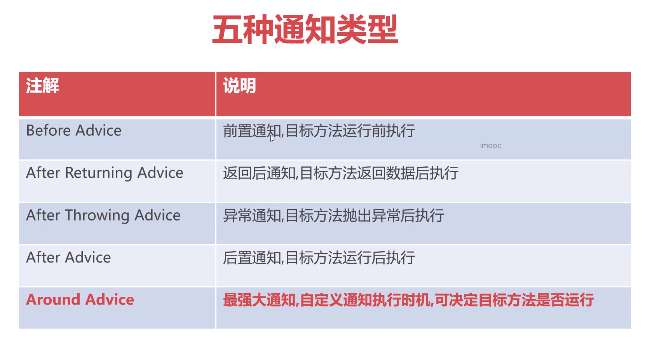 五种通知类型
注解 说明
Before Advice 前置通知,目标方法运行前执行
imooc
After Returning Advice 返回后通知,目标方法返回数据后执行
After Throwing Advice 异常通知,目标方法抛出异常后执行
After Advice 后置通知,目标方法运行后执行
Around Advice 最强大通知,自定义通知执行时机,可决定目标方法是否运行